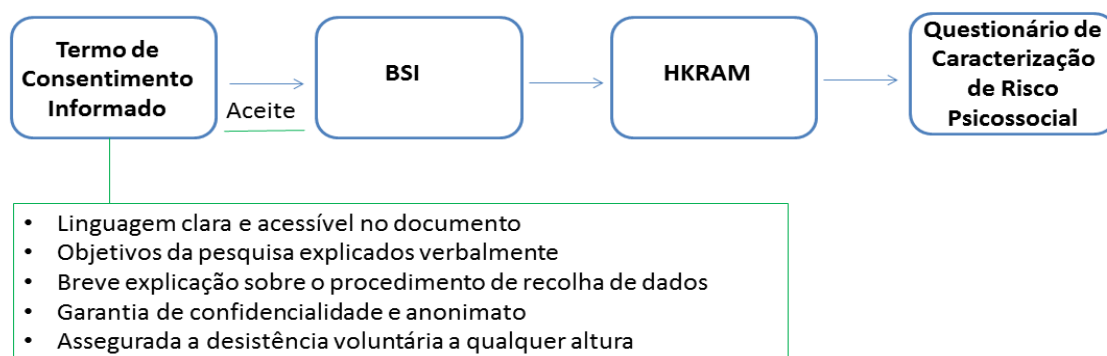 Termo de
Consentimento
Informado
Aceite
BSI
HKRAM
Questionário de
Caracterização
de Risco
Psicossocial
• Linguagem clara e acessível no documento
• Objetivos da pesquisa explicados verbalmente
• Breve explicação sobre o procedimento de recolha de dados
• Garantia de confidencialidade e anonimato
• Assegurada a desistência voluntária a qualquer altura